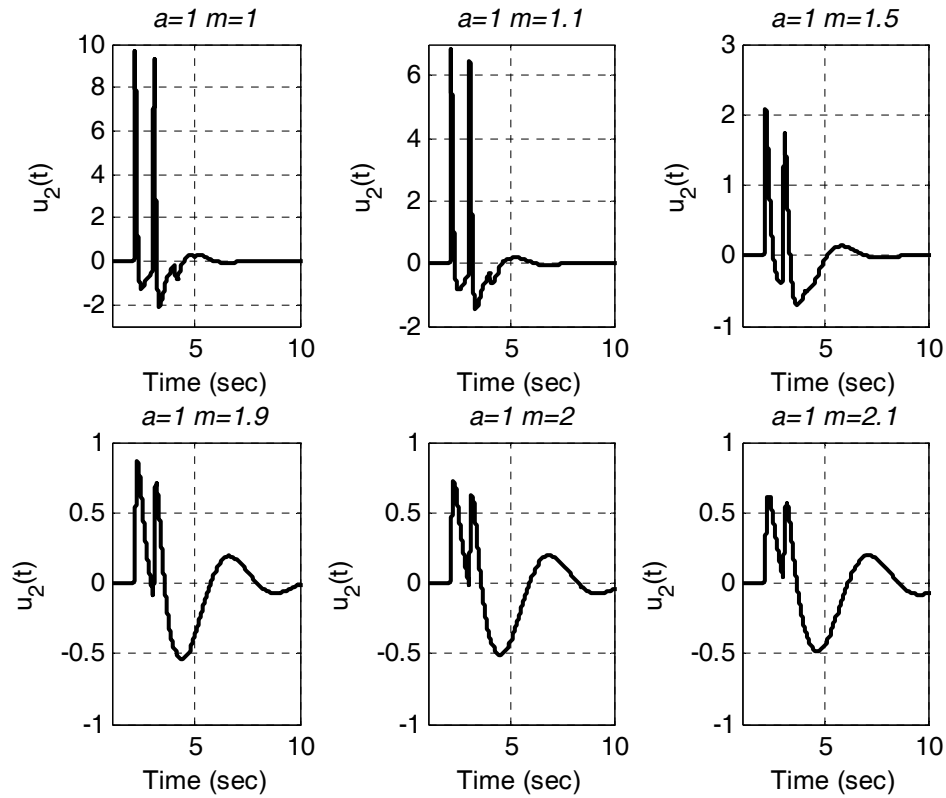 a=1 m=1
10
8
6
4
2
0
-2
u2(t)
5
10
Time (sec)
a=1 m=1.1
6
4
2
0
-2
u2(t)
5
10
Time (sec)
a=1 m=1.5
3
2
1
0
-1
u2(t)
5
10
Time (sec)
a=1 m=1.9
1
0.5
0
-0.5
-1
u2(t)
5
10
Time (sec)
a=1 m=2
1
0.5
0
-0.5
-1
u2(t)
5
10
Time (sec)
a=1 m=2.1
1
0.5
0
-0.5
-1
u2(t)
5
10
Time (sec)